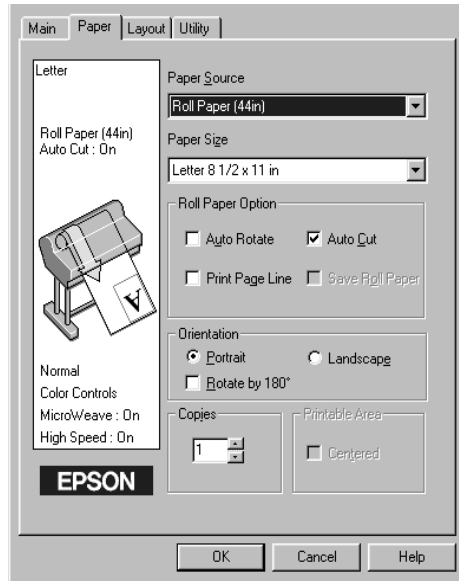 Main Paper Layout Utility
Letter
Roll Paper (44in)
Auto Cut : On
A
Normal
Color Controls
MicroWeave : On
High Speed : On
EPSON
Paper Source
Roll Paper (44in)
Paper Size
Letter 8 1/2 x 11 in
Roll Paper Option
Auto Rotate
Auto Cut
Print Page Line
Save Roll Paper
Orientation
Portrait
Landscape
Rotate by 180°
Copies
1
Printable Area
Centered
OK Cancel Help